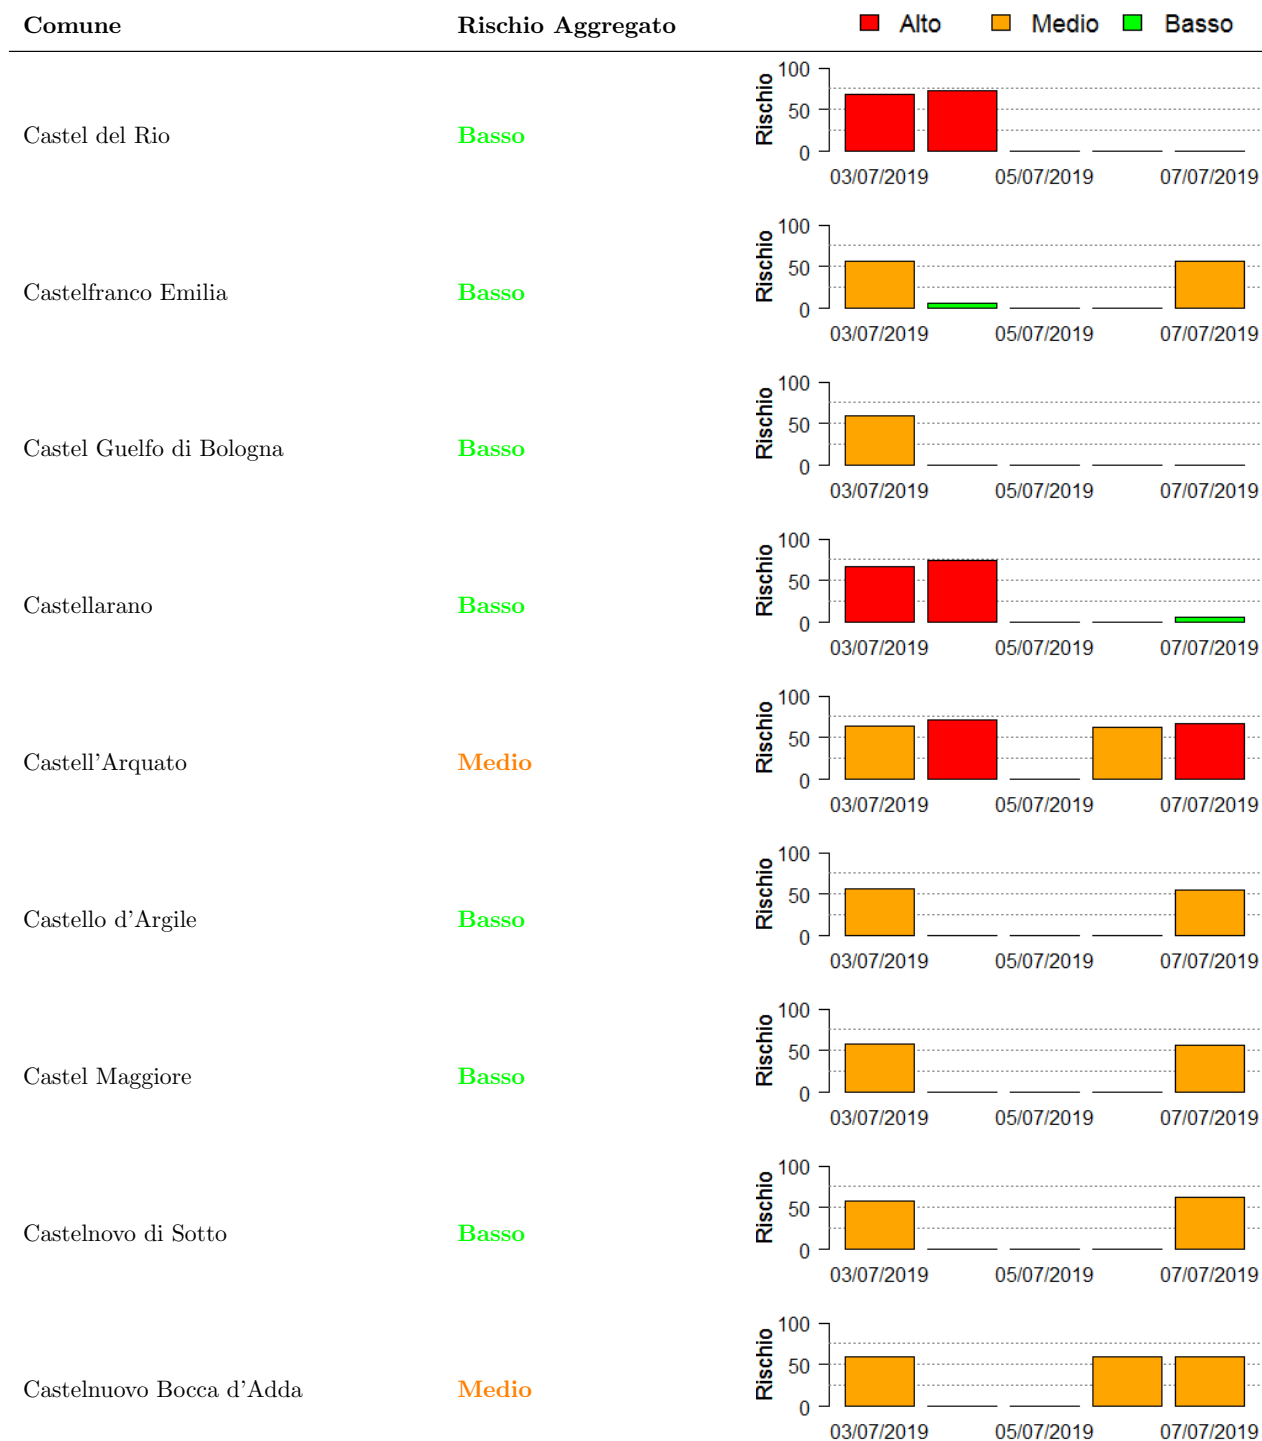 Comune Rischio Aggregato Alto Medio Basso
Castel del Rio Basso Rischio 100 50 0
03/07/2019 05/07/2019 07/07/2019
Castelfranco Emilia Basso Rischio 100 50 0
03/07/2019 05/07/2019 07/07/2019
Castel Guelfo di Bologna Basso Rischio 100 50 0
03/07/2019 05/07/2019 07/07/2019
Castellarano Basso Rischio 100 50 0
03/07/2019 05/07/2019 07/07/2019
Castell'Arquato Medio Rischio 100 50 0
03/07/2019 05/07/2019 07/07/2019
Castello d'Argile Basso Rischio 100 50 0
03/07/2019 05/07/2019 07/07/2019
Castel Maggiore Basso Rischio 100 50 0
03/07/2019 05/07/2019 07/07/2019
Castelnovo di Sotto Basso Rischio 100 50 0
03/07/2019 05/07/2019 07/07/2019
Castelnuovo Bocca d'Adda Medio Rischio 100 50 0
03/07/2019 05/07/2019 07/07/2019